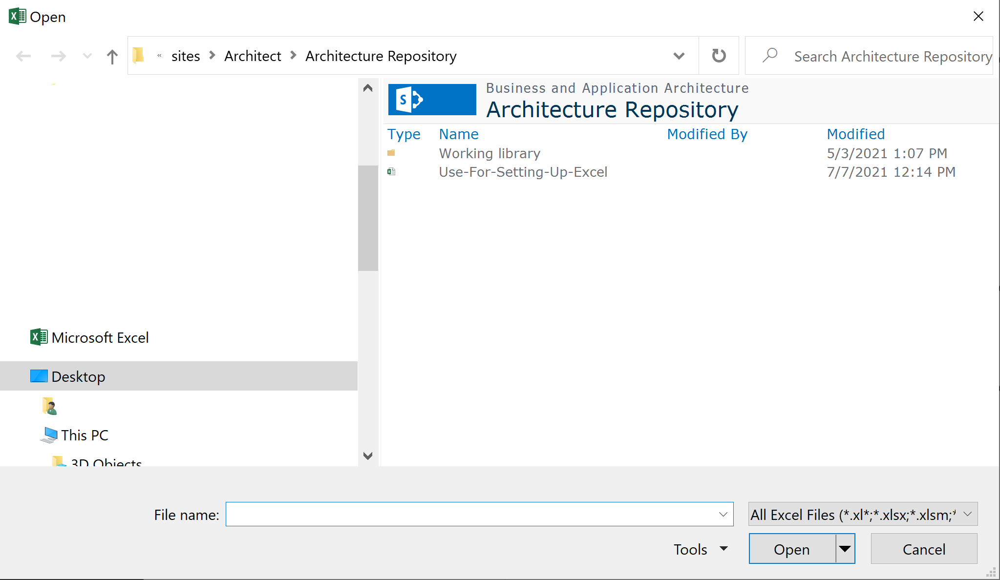 Open
« sites > Architect > Architecture Repository
Search Architecture Repository
Business and Application Architecture
Architecture Repository
Type Name Modified By Modified
Working library 5/3/2021 1:07 PM
Use-For-Setting-Up-Excel 7/7/2021 12:14 PM
Microsoft Excel
Desktop
This PC
3D Objects
File name:
All Excel Files (*.xl*;*.xlsx;*.xlsm;*
Tools
Open
Cancel